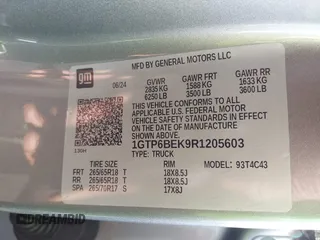 gm
MFD BY GENERAL MOTORS LLC
06/24 GVWR GAWR FRT GAWR RR
2835 KG 1588 KG 1633 KG
6250 LB 3500 LB 3600 LB
THIS VEHICLE CONFORMS TO ALL
APPLICABLE U.S. FEDERAL MOTOR
VEHICLE SAFETY STANDARDS IN EFFECT
ON THE DATE OF MANUFACTURE
SHOWN ABOVE.
1GTP6BEK9R1205603
TYPE: TRUCK
MODEL: 93T4C43
TIRE SIZE RIM
FRT 265/65R18 T 18X8.5J
RR 265/65R18 T 18X8.5J
SPA 265/70R17 S 17X8J
DREAMBID